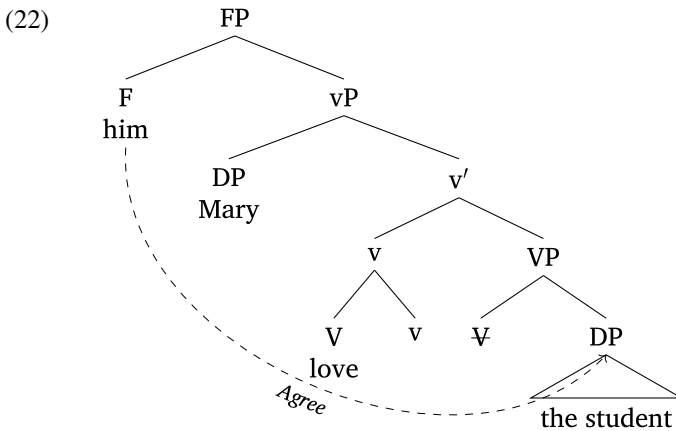 (22)
FP
F vP
him
DP v′
Mary
v VP
V v V̶ DP
love
Agree
the student